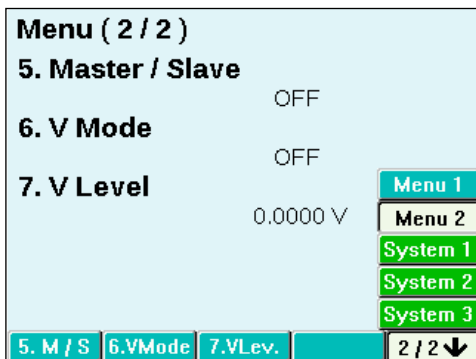 Menu ( 2 / 2 )
5. Master / Slave
OFF
6. V Mode
OFF
7. V Level
0.0000 V
Menu 1
Menu 2
System 1
System 2
System 3
5. M / S 6.VMode 7.VLev. 2 / 2